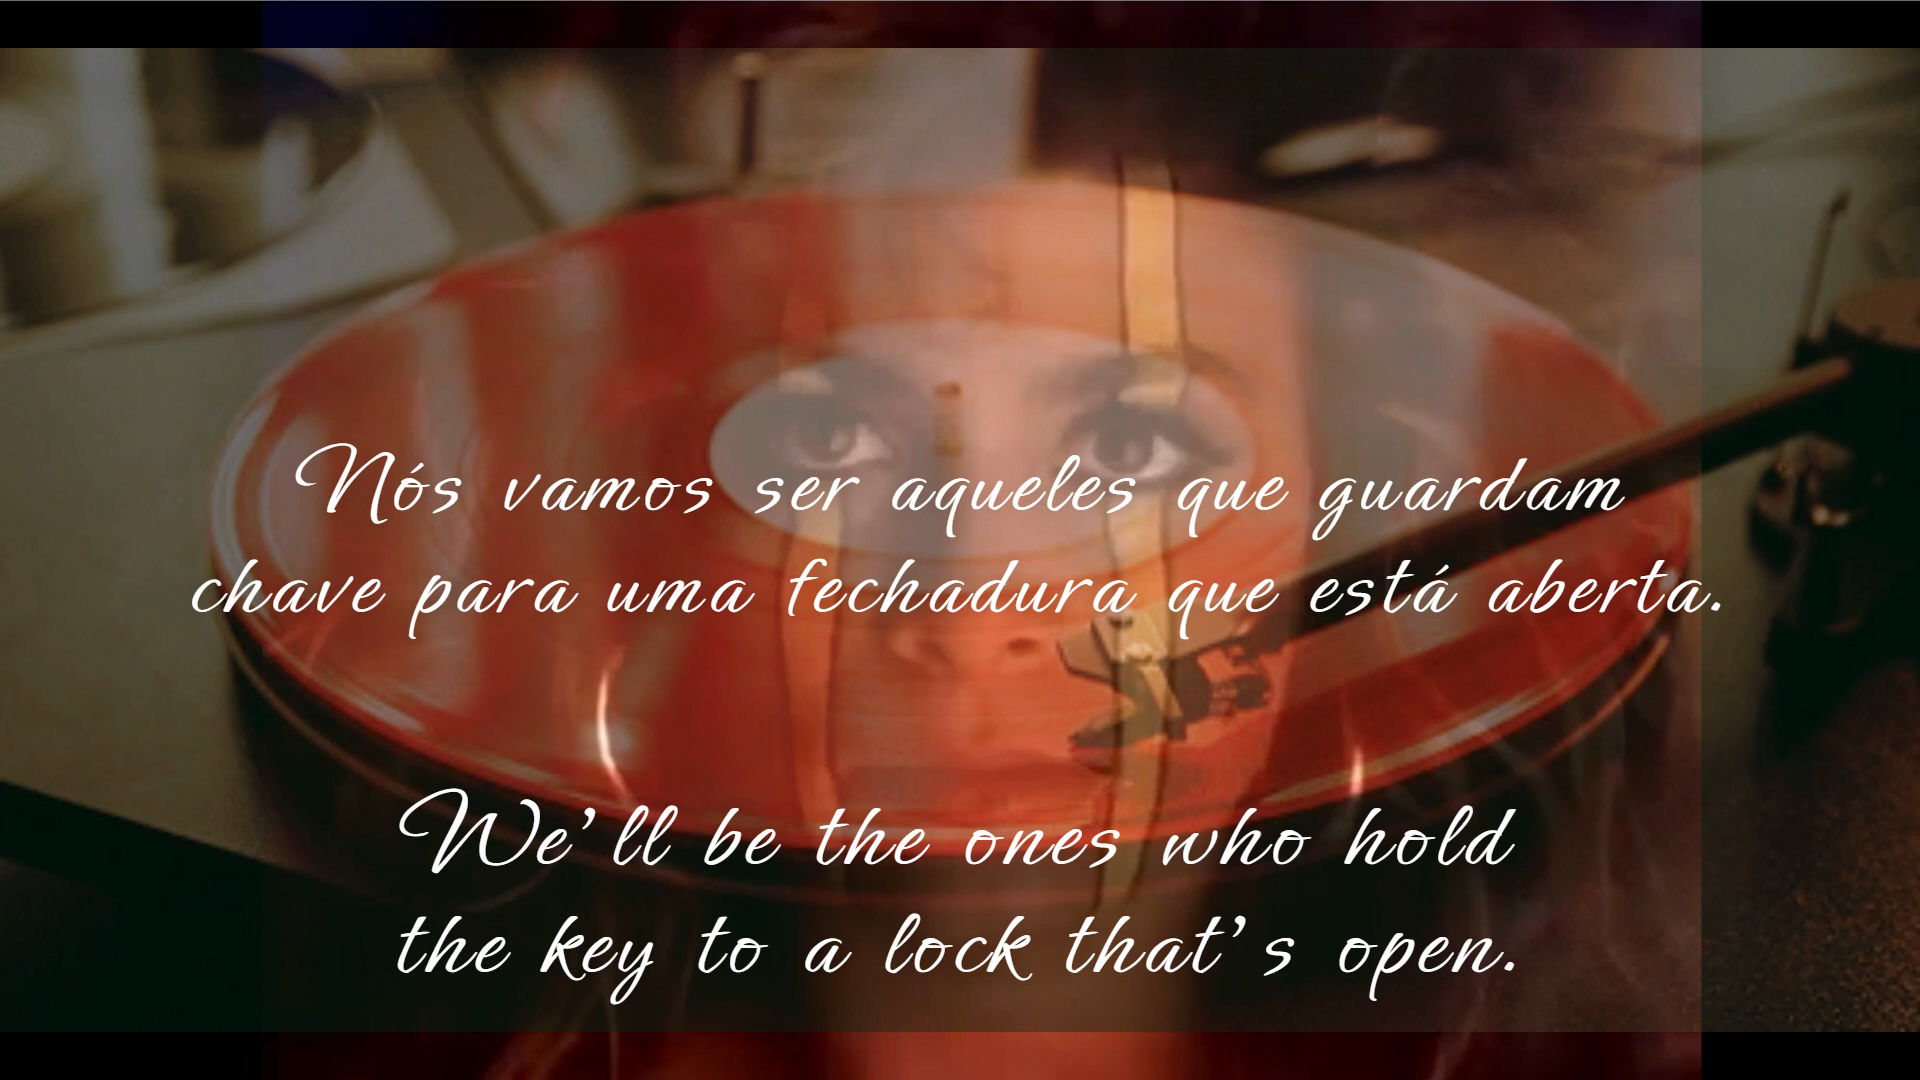 Nós vamos ser aqueles que guardam
chave para uma fechadura que está aberta.
We'll be the ones who hold
the key to a lock that's open.